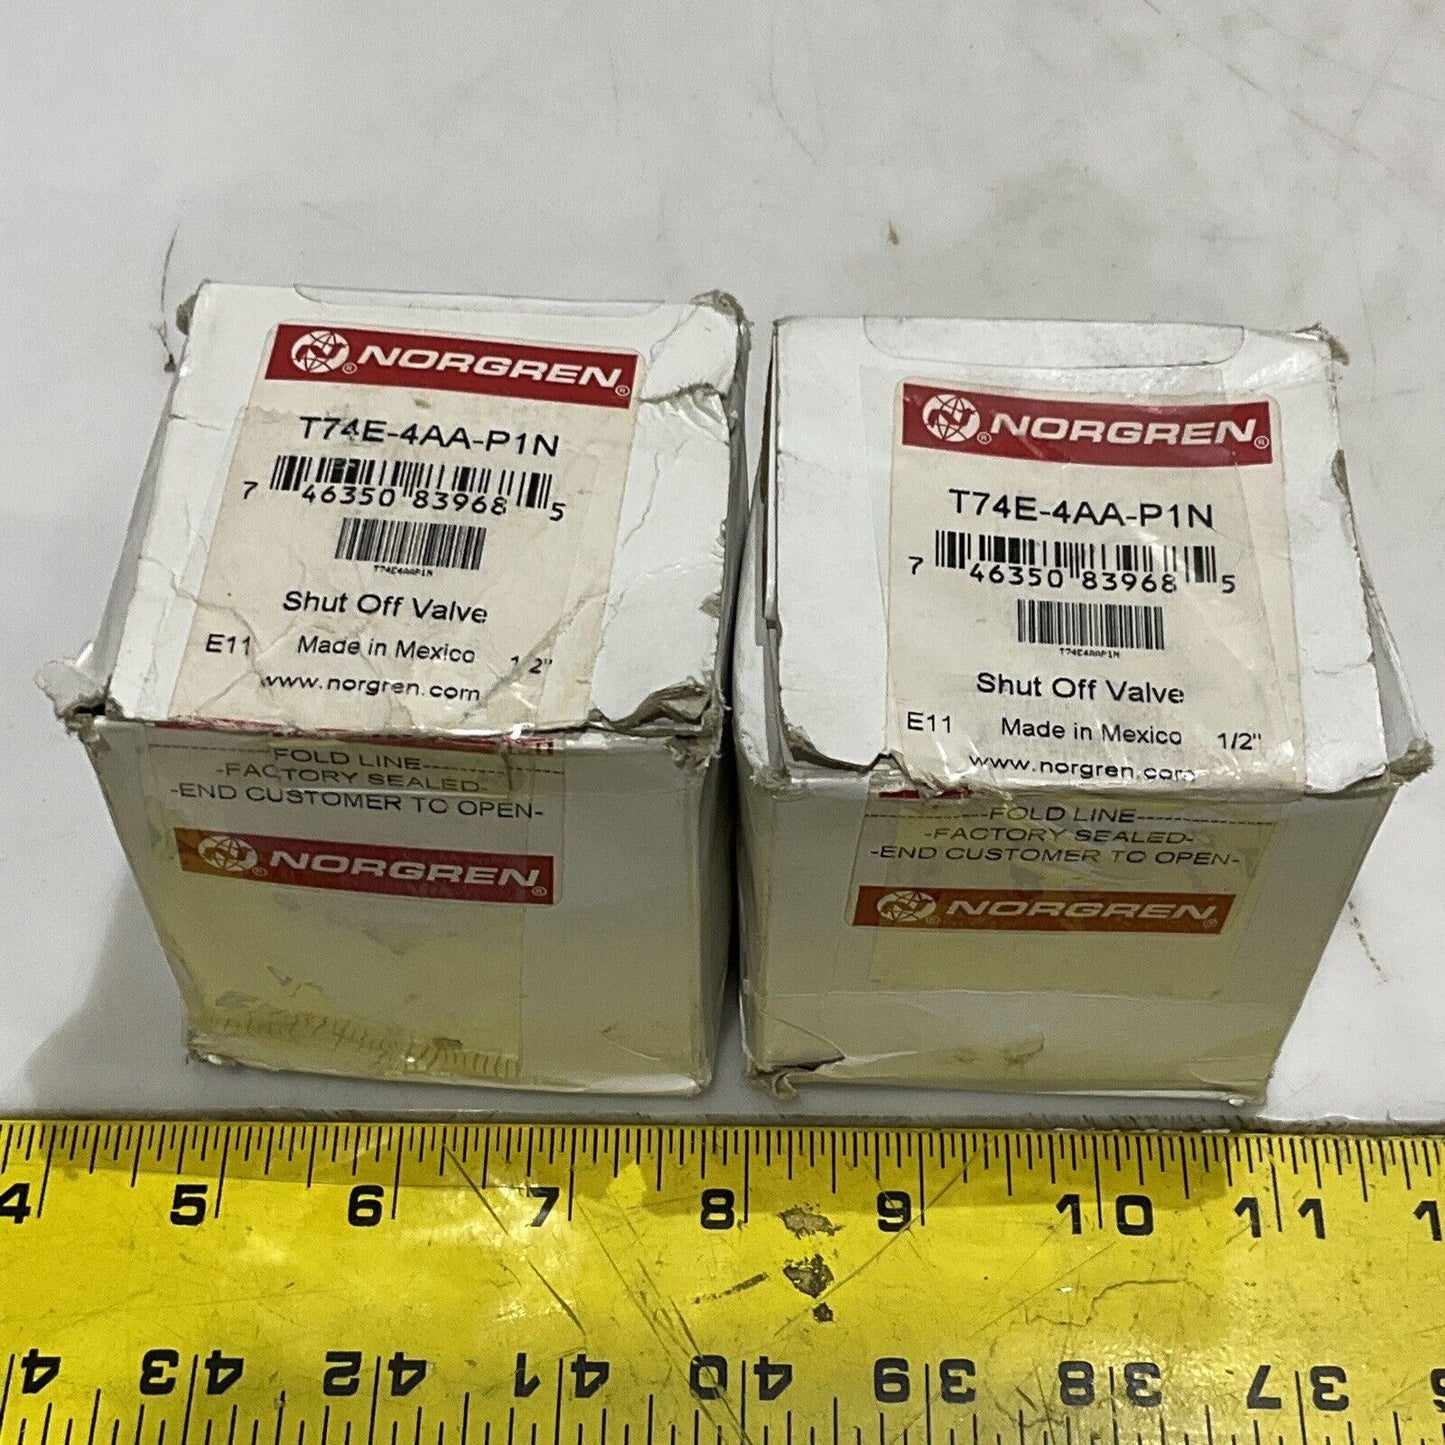 NORGREN®
T74E-4AA-P1N
7 46350 83968 5
T74E4AAP1N
Shut Off Valve
E11 Made in Mexico 1/2"
www.norgren.com
FOLD LINE
-FACTORY SEALED-
-END CUSTOMER TO OPEN-
NORGREN®
NORGREN®
T74E-4AA-P1N
7 46350 83968 5
T74E4AAP1N
Shut Off Valve
E11 Made in Mexico 1/2"
www.norgren.com
FOLD LINE
-FACTORY SEALED-
-END CUSTOMER TO OPEN-
NORGREN®
4 5 6 7 8 9 10 11 1
4 43 42 41 40 39 38 37